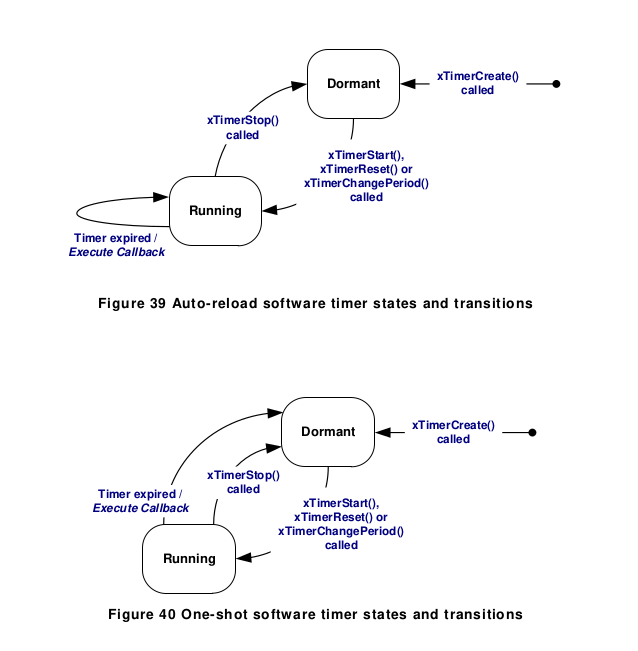 Dormant
xTimerCreate()
called
xTimerStop()
called
xTimerStart(),
xTimerReset() or
xTimerChangePeriod()
called
Running
Timer expired /
Execute Callback
Figure 39 Auto-reload software timer states and transitions
Dormant
xTimerCreate()
called
xTimerStop()
called
Timer expired /
Execute Callback
xTimerStart(),
xTimerReset() or
xTimerChangePeriod()
called
Running
Figure 40 One-shot software timer states and transitions